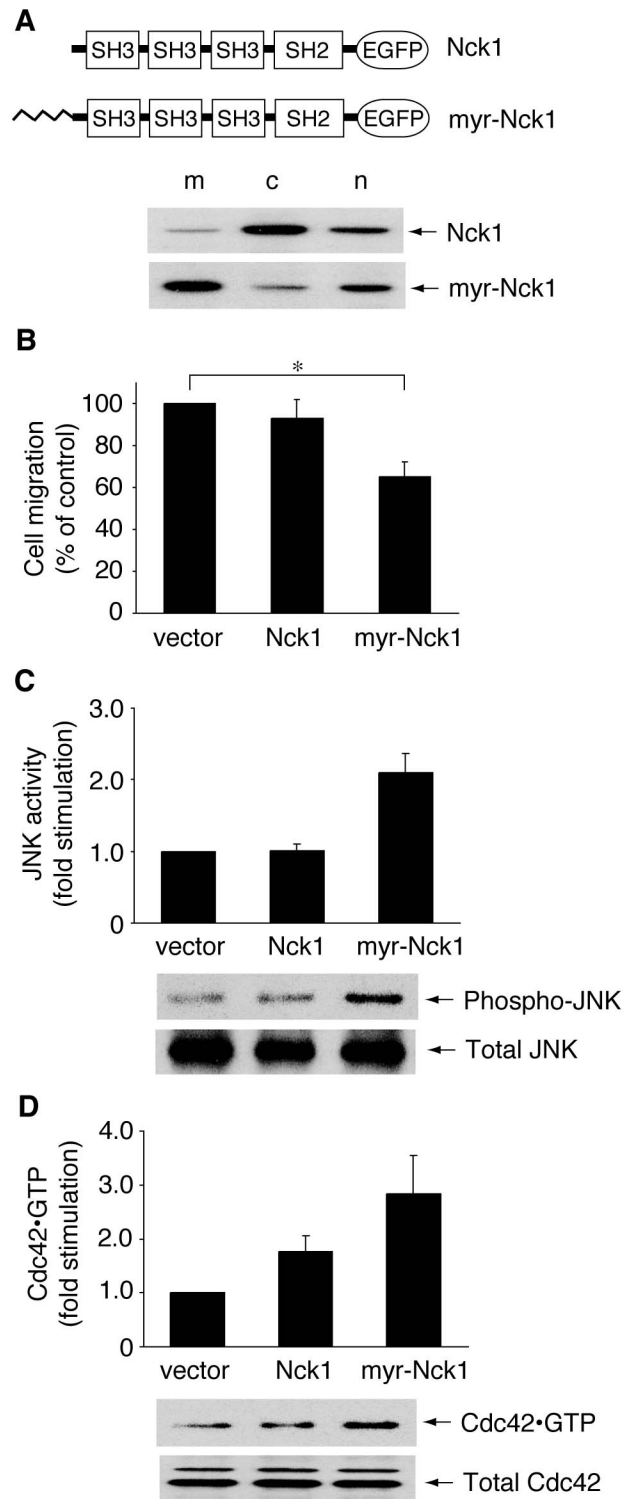 A
SH3 SH3 SH3 SH2 EGFP Nck1
SH3 SH3 SH3 SH2 EGFP myr-Nck1
m c n
Nck1
myr-Nck1
B
Cell migration
(% of control)
100
80
60
40
20
0
*
vector Nck1 myr-Nck1
C
JNK activity
(fold stimulation)
3.0
2.0
1.0
0
vector Nck1 myr-Nck1
Phospho-JNK
Total JNK
D
Cdc42•GTP
(fold stimulation)
4.0
3.0
2.0
1.0
0
vector Nck1 myr-Nck1
Cdc42•GTP
Total Cdc42